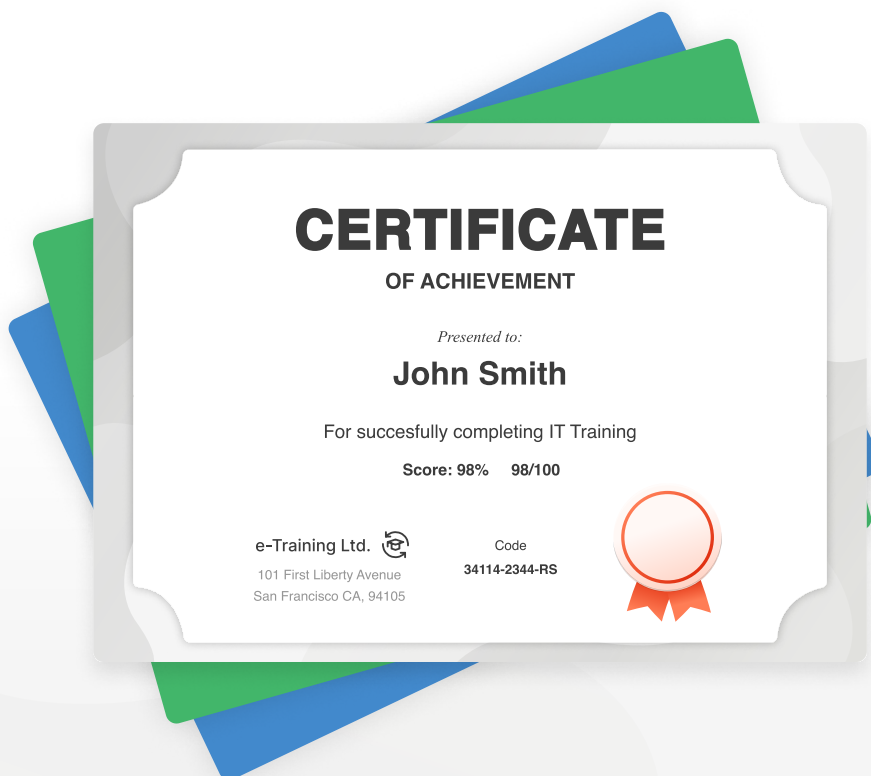 CERTIFICATE
OF ACHIEVEMENT
Presented to:
John Smith
For succesfully completing IT Training
Score: 98% 98/100
e-Training Ltd.
101 First Liberty Avenue
San Francisco CA, 94105
Code
34114-2344-RS